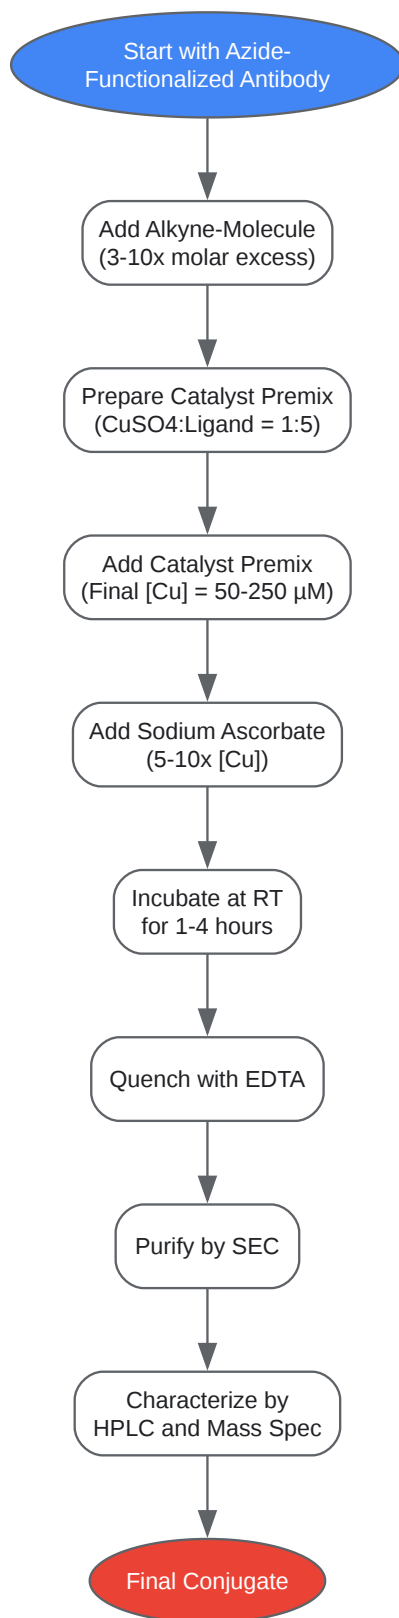 Start with Azide-
Functionalized Antibody
Add Alkyne-Molecule
(3-10x molar excess)
Prepare Catalyst Premix
(CuSO4:Ligand = 1:5)
Add Catalyst Premix
(Final [Cu] = 50-250 µM)
Add Sodium Ascorbate
(5-10x [Cu])
Incubate at RT
for 1-4 hours
Quench with EDTA
Purify by SEC
Characterize by
HPLC and Mass Spec
Final Conjugate